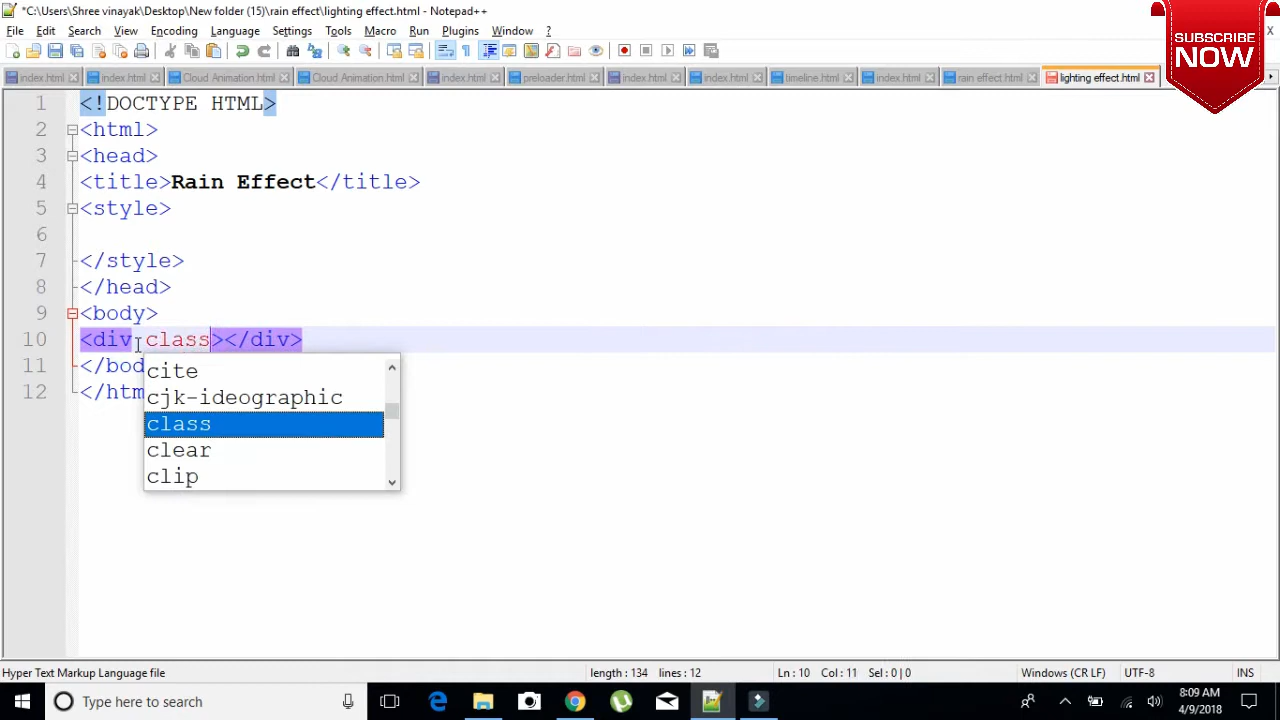 *C:\Users\Shree vinayak\Desktop\New folder (15)\rain effect\lighting effect.html - Notepad++
SUBSCRIBE
NOW
File Edit Search View Encoding Language Settings Tools Macro Run Plugins Window ?
X
index.html index.html Cloud Animation.html Cloud Animation.html index.html preloader.html index.html index.html timeline.html index.html rain effect.html lighting effect.html
1 <!DOCTYPE HTML>
2 <html>
3 <head>
4 <title>Rain Effect</title>
5 <style>
6
7 </style>
8 </head>
9 <body>
10 <div class></div>
11 </bod
12 </htm
cite
cjk-ideographic
class
clear
clip
Hyper Text Markup Language file length : 134 lines : 12 Ln : 10 Col : 11 Sel : 0 | 0 Windows (CR LF) UTF-8 INS
Type here to search
8:09 AM
4/9/2018